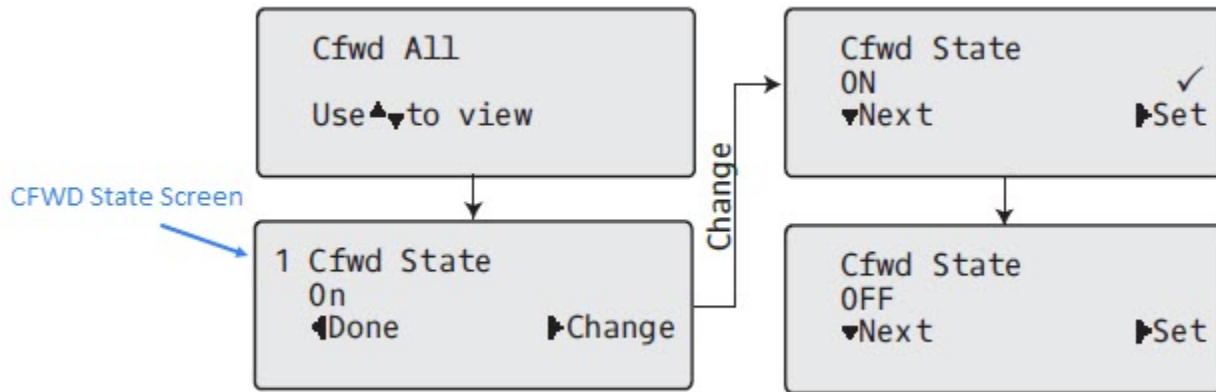 Cfwd All
Use▲▼to view
CFWD State Screen
1 Cfwd State
On
◀Done ▶Change
Change
Cfwd State
ON ✓
▼Next ▶Set
Cfwd State
OFF
▼Next ▶Set